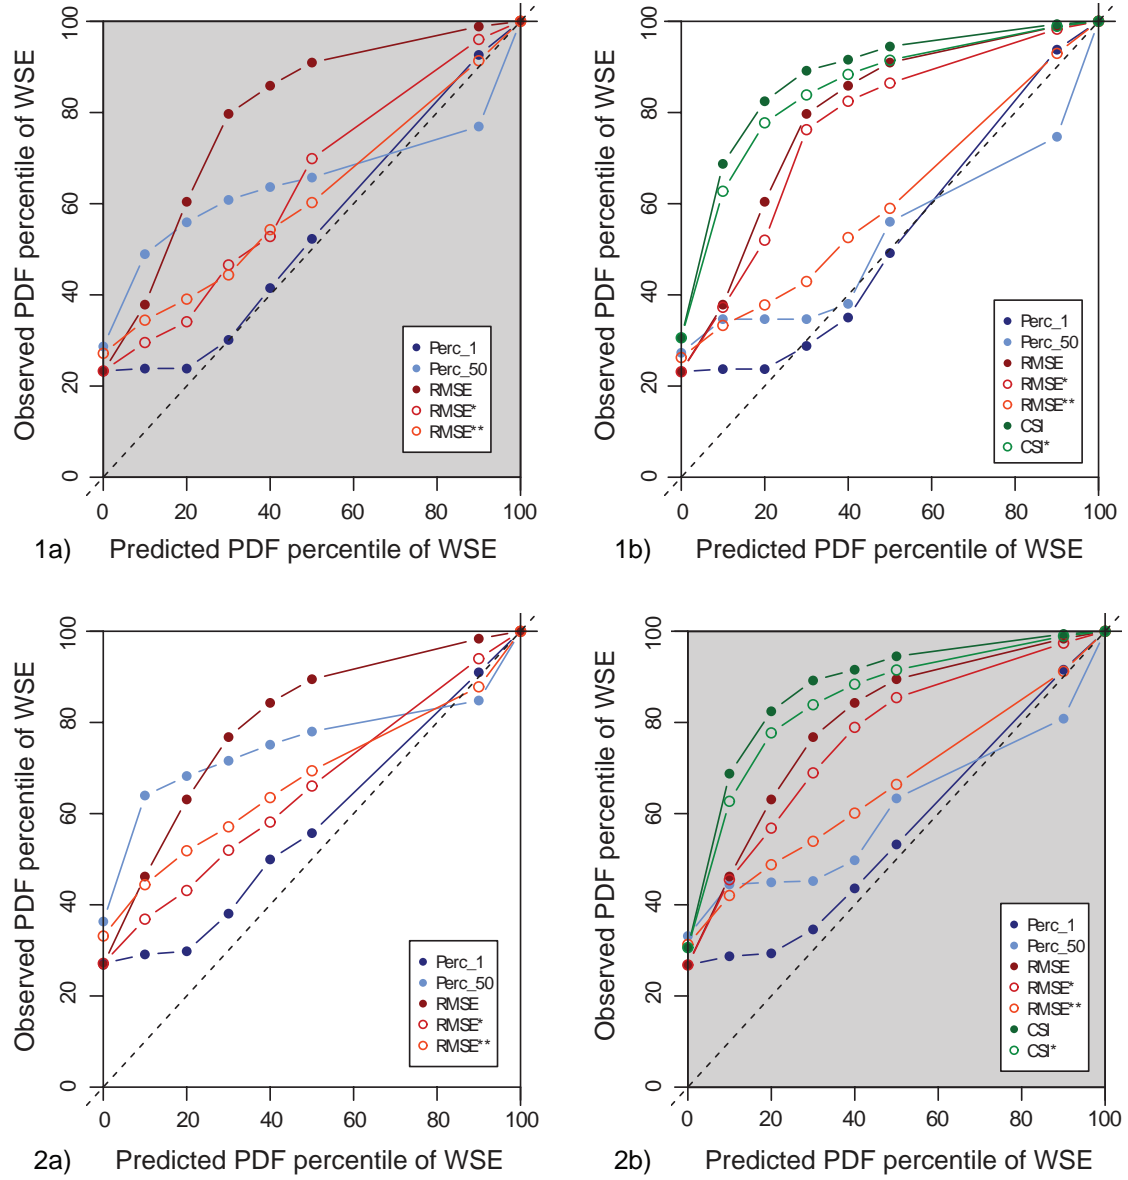 Observed PDF percentile of WSE
100
80
60
40
20
0
Perc_1
Perc_50
RMSE
RMSE*
RMSE**
0 20 40 60 80 100
1a) Predicted PDF percentile of WSE
Observed PDF percentile of WSE
100
80
60
40
20
0
Perc_1
Perc_50
RMSE
RMSE*
RMSE**
CSI
CSI*
0 20 40 60 80 100
1b) Predicted PDF percentile of WSE
Observed PDF percentile of WSE
100
80
60
40
20
0
Perc_1
Perc_50
RMSE
RMSE*
RMSE**
0 20 40 60 80 100
2a) Predicted PDF percentile of WSE
Observed PDF percentile of WSE
100
80
60
40
20
0
Perc_1
Perc_50
RMSE
RMSE*
RMSE**
CSI
CSI*
0 20 40 60 80 100
2b) Predicted PDF percentile of WSE